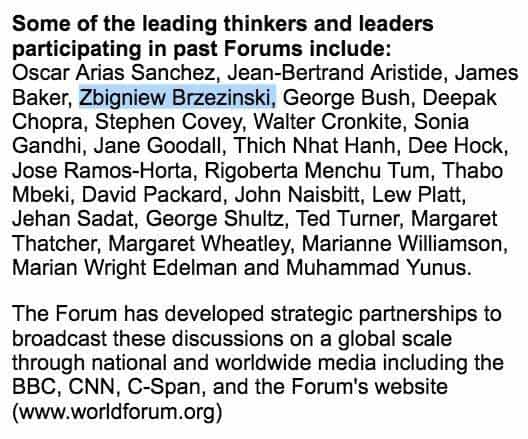 Some of the leading thinkers and leaders
participating in past Forums include:
Oscar Arias Sanchez, Jean-Bertrand Aristide, James
Baker, Zbigniew Brzezinski, George Bush, Deepak
Chopra, Stephen Covey, Walter Cronkite, Sonia
Gandhi, Jane Goodall, Thich Nhat Hanh, Dee Hock,
Jose Ramos-Horta, Rigoberta Menchu Tum, Thabo
Mbeki, David Packard, John Naisbitt, Lew Platt,
Jehan Sadat, George Shultz, Ted Turner, Margaret
Thatcher, Margaret Wheatley, Marianne Williamson,
Marian Wright Edelman and Muhammad Yunus.

The Forum has developed strategic partnerships to
broadcast these discussions on a global scale
through national and worldwide media including the
BBC, CNN, C-Span, and the Forum's website
(www.worldforum.org)